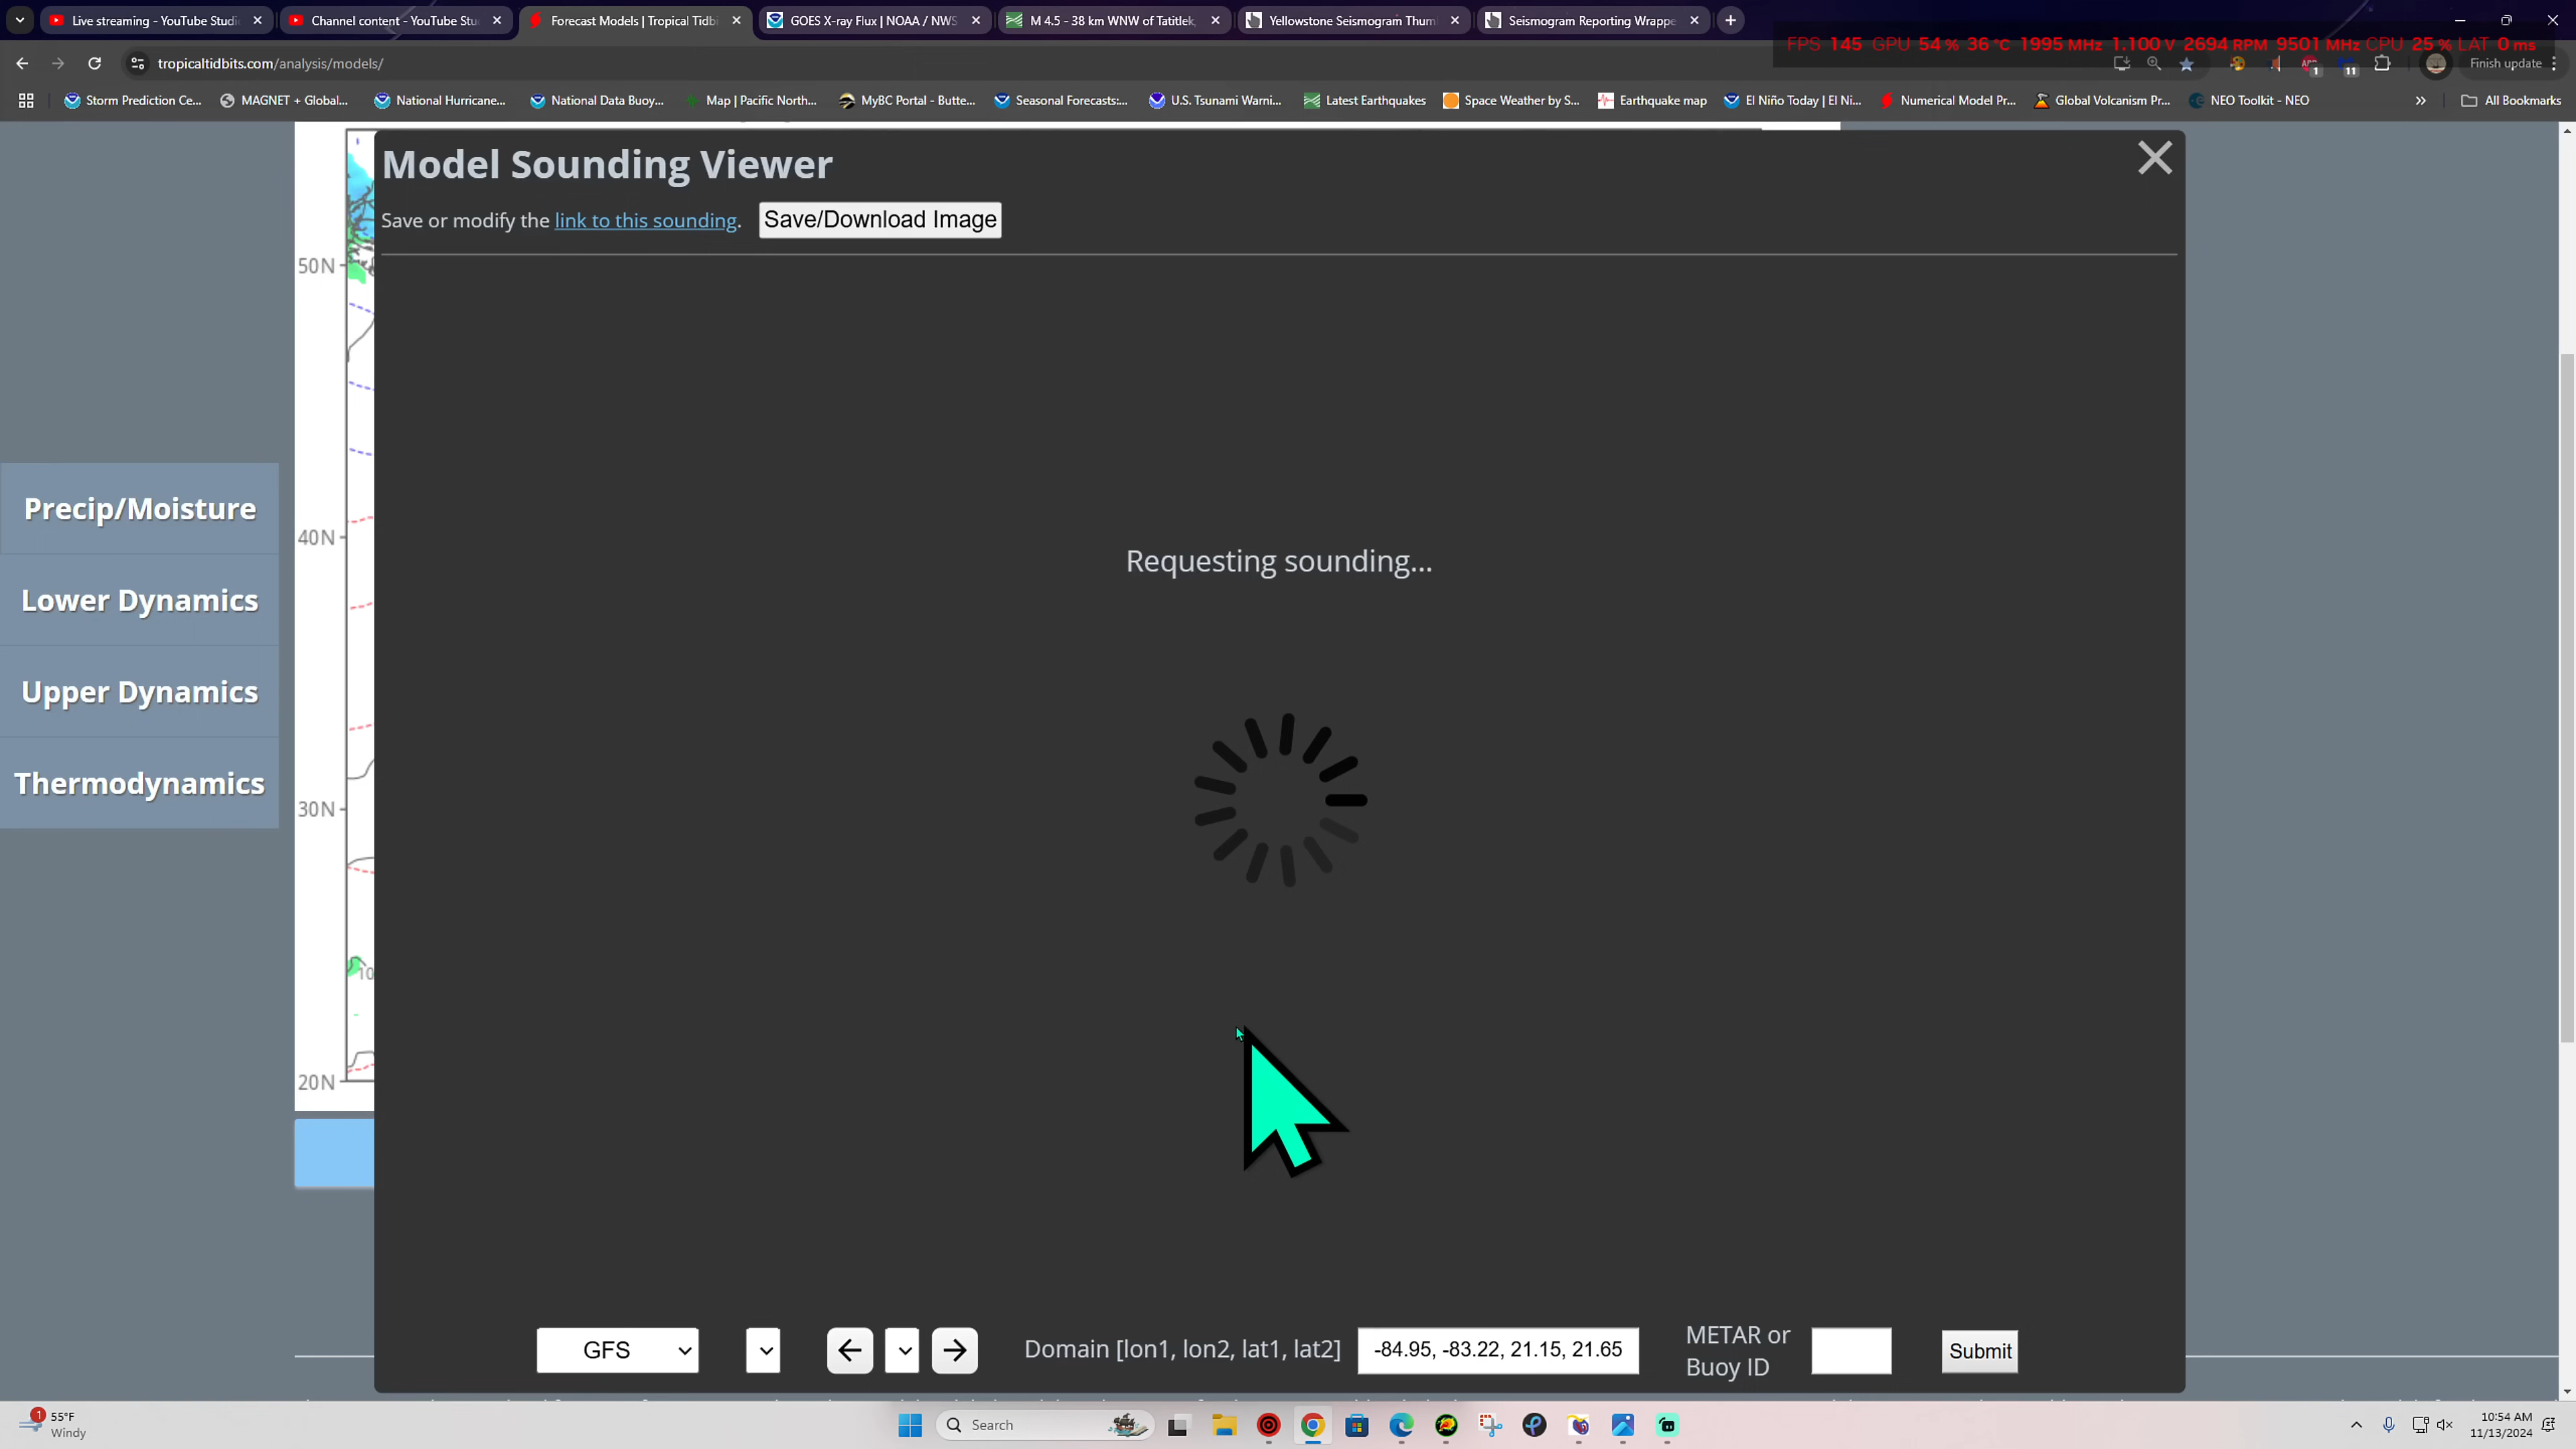 Live streaming - YouTube Studi
Channel content - YouTube Stu
Forecast Models | Tropical Tidbi
GOES X-ray Flux | NOAA / NWS
M 4.5 - 38 km WNW of Tatitlek,
Yellowstone Seismogram Thum
Seismogram Reporting Wrappe
FPS 145 GPU 54 % 36 °C 1995 MHz 1.100 V 2694 RPM 9501 MHz CPU 25 % LAT 0 ms
tropicaltidbits.com/analysis/models/
1
11
Finish update
Storm Prediction Ce...
MAGNET + Global...
National Hurricane...
National Data Buoy...
Map | Pacific North...
MyBC Portal - Butte...
Seasonal Forecasts:...
U.S. Tsunami Warni...
Latest Earthquakes
Space Weather by S...
Earthquake map
El Niño Today | El Ni...
Numerical Model Pr...
Global Volcanism Pr...
NEO Toolkit - NEO
All Bookmarks
Model Sounding Viewer
Save or modify the link to this sounding.
Save/Download Image
50N
40N
30N
20N
10
Precip/Moisture
Lower Dynamics
Upper Dynamics
Thermodynamics
Requesting sounding...
GFS
Domain [lon1, lon2, lat1, lat2]
-84.95, -83.22, 21.15, 21.65
METAR or
Buoy ID
Submit
1
55°F
Windy
Search
10:54 AM
11/13/2024